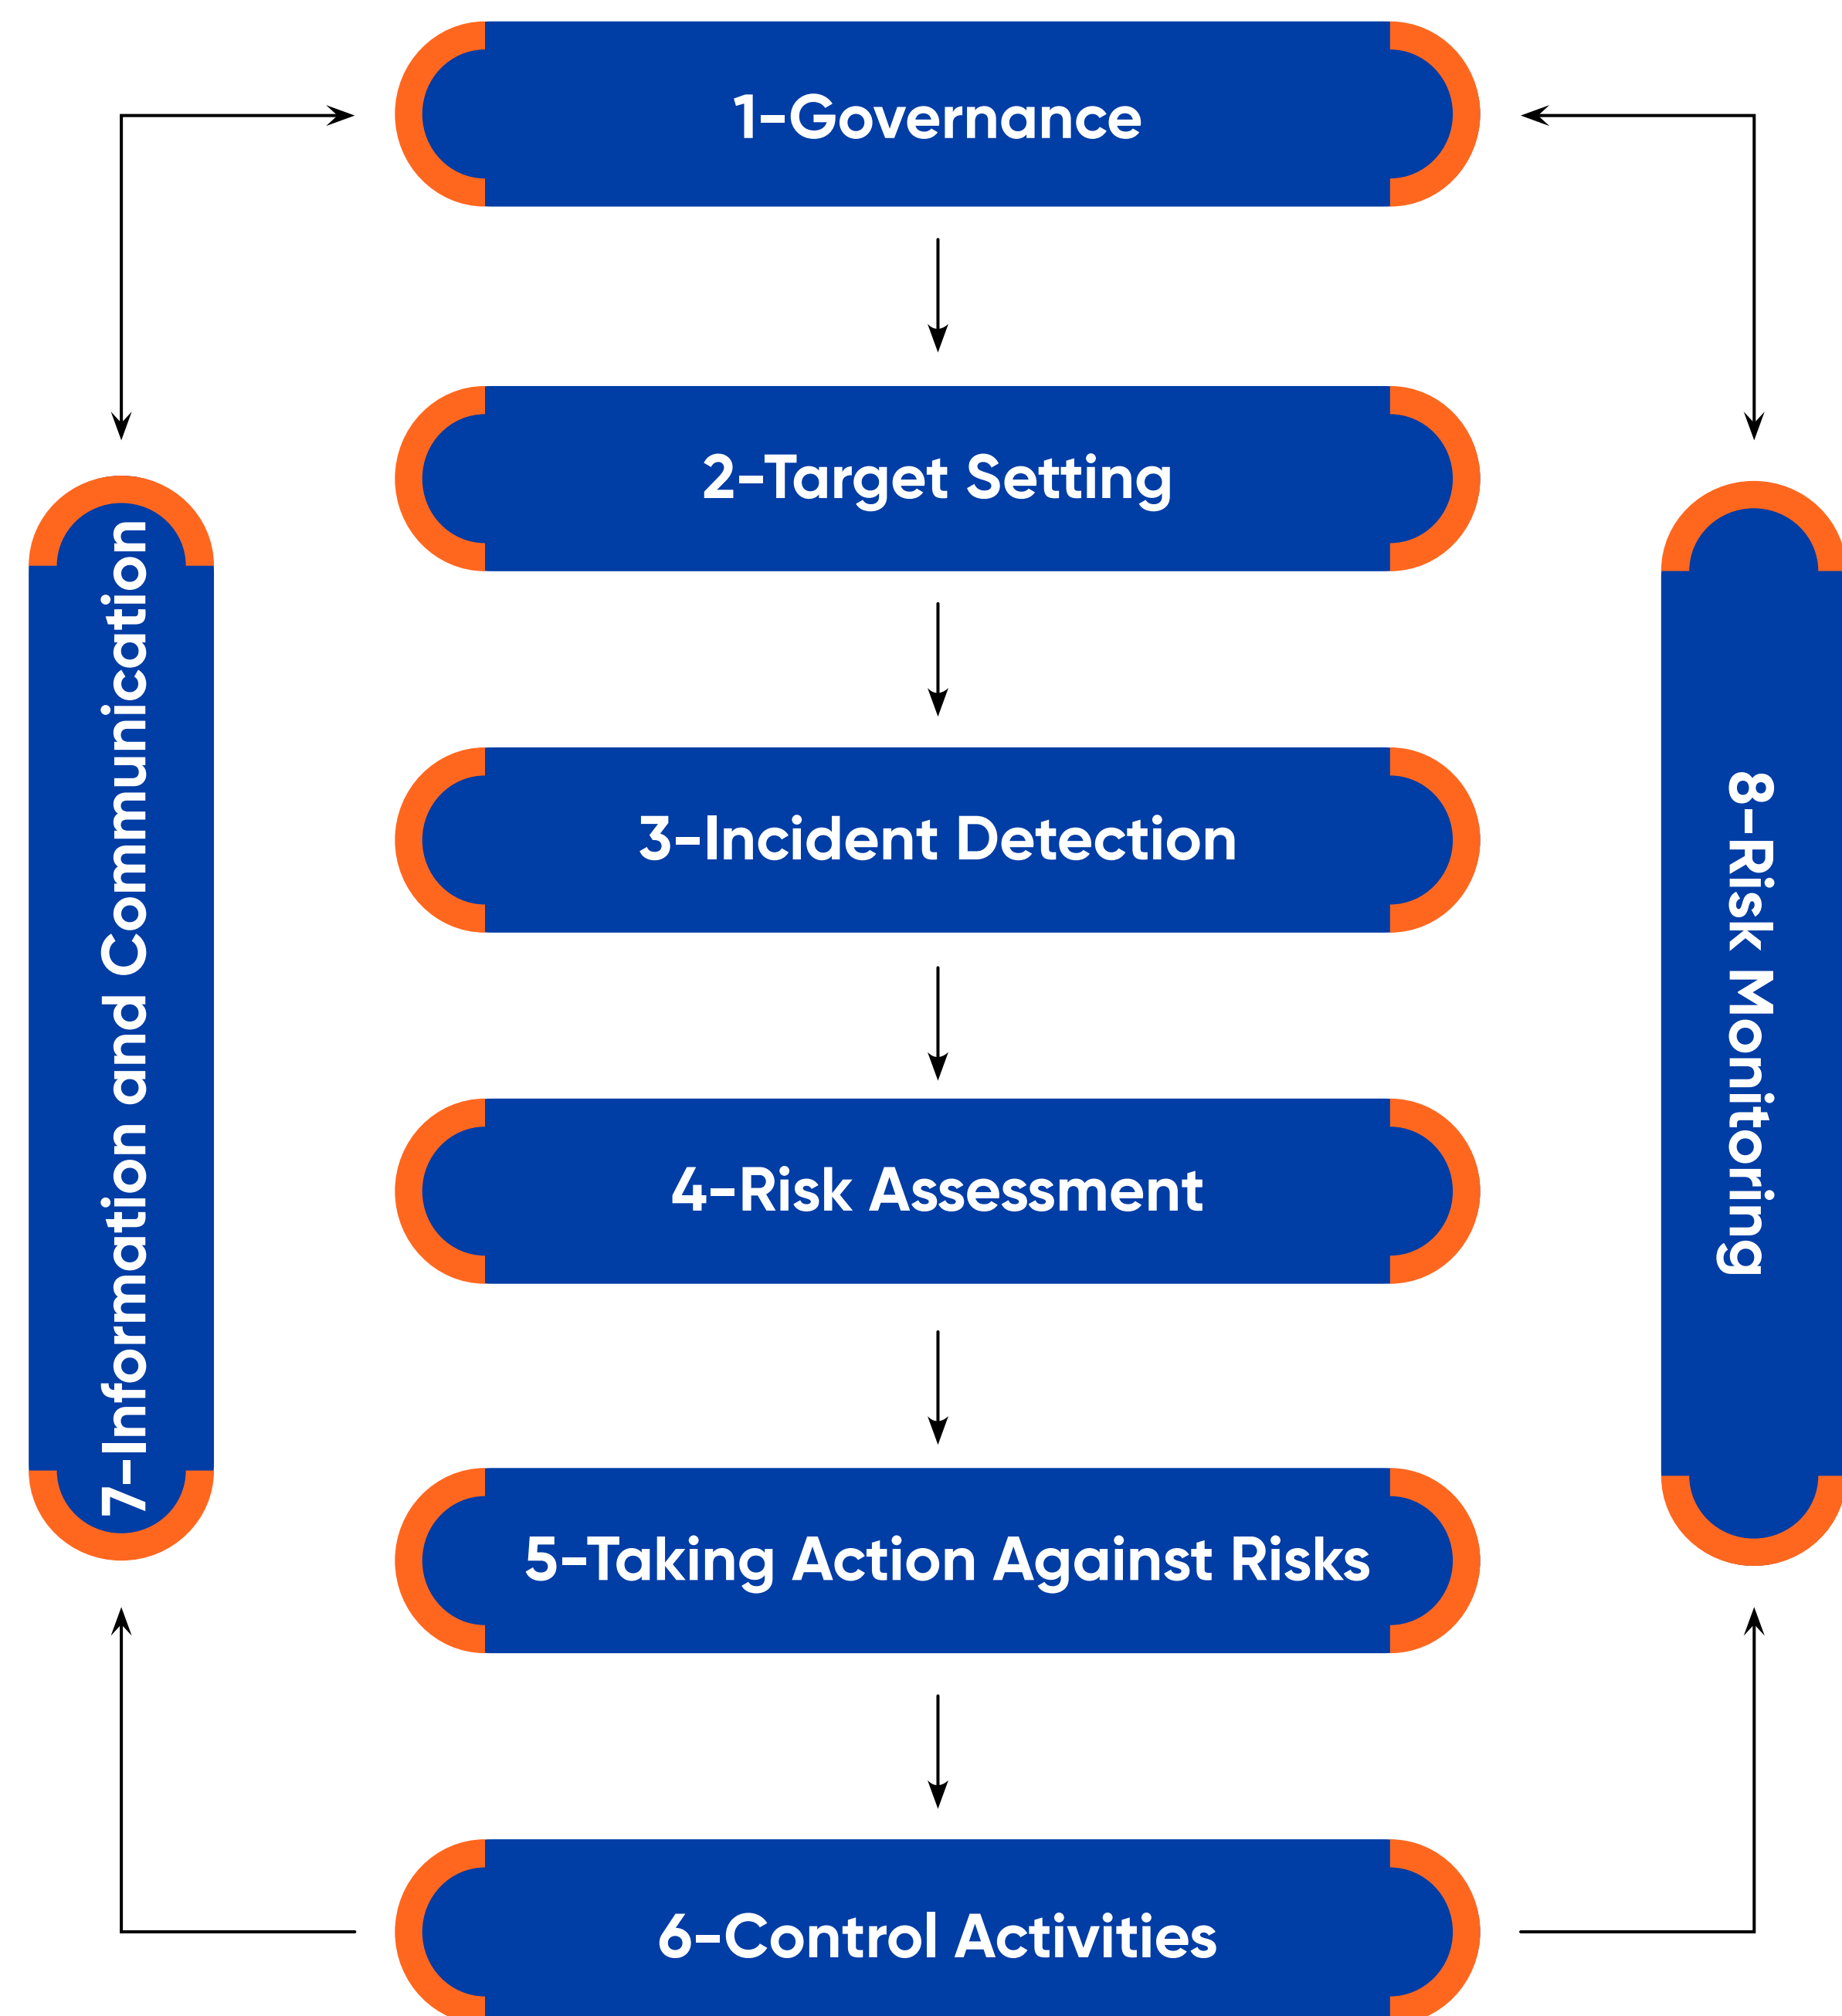 1-Governance
2-Target Setting
3-Incident Detection
4-Risk Assessment
5-Taking Action Against Risks
6-Control Activities
7-Information and Communication
8-Risk Monitoring